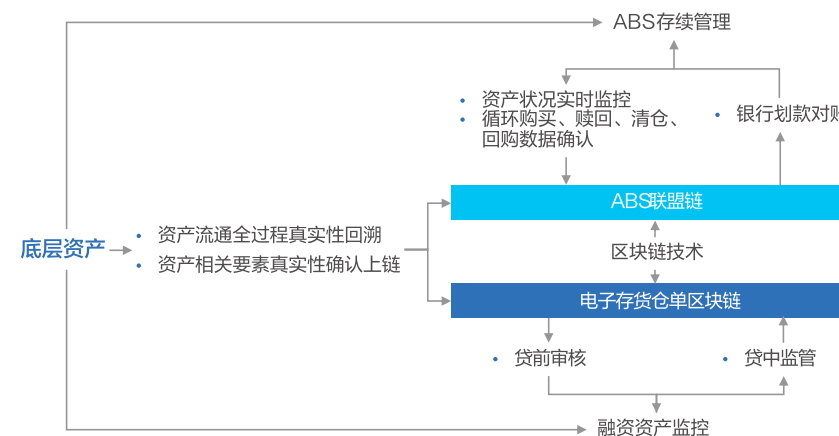 ABS存续管理
• 资产状况实时监控
• 循环购买、赎回、清仓、
回购数据确认
• 银行划款对账
ABS联盟链
• 资产流通全过程真实性回溯
底层资产
• 资产相关要素真实性确认上链
区块链技术
电子存货仓单区块链
• 贷前审核
• 贷中监管
融资资产监控